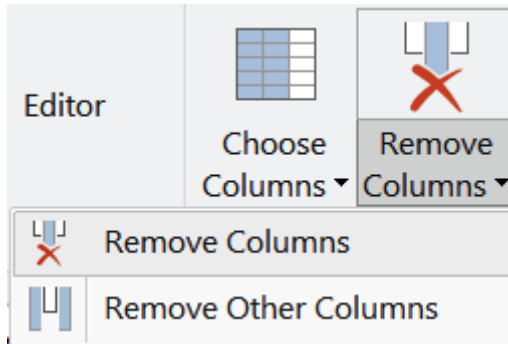 Editor
Choose
Columns
Remove
Columns
Remove Columns
Remove Other Columns